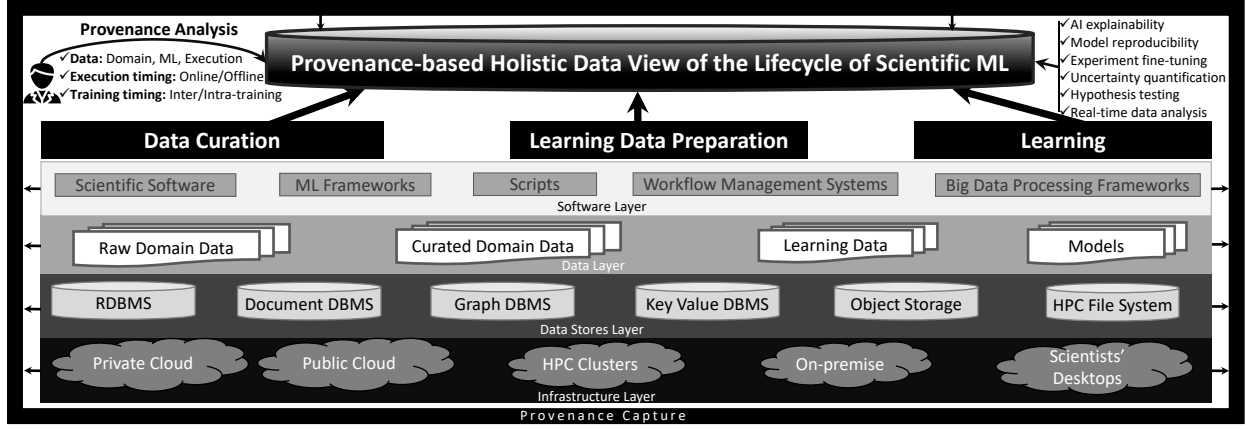 Provenance Analysis
✓Data: Domain, ML, Execution
✓Execution timing: Online/Offline
✓Training timing: Inter/Intra-training
Provenance-based Holistic Data View of the Lifecycle of Scientific ML
✓AI explainability
✓Model reproducibility
✓Experiment fine-tuning
✓Uncertainty quantification
✓Hypothesis testing
✓Real-time data analysis
Data Curation
Learning Data Preparation
Learning
Scientific Software
ML Frameworks
Scripts
Workflow Management Systems
Big Data Processing Frameworks
Software Layer
Raw Domain Data
Curated Domain Data
Learning Data
Models
Data Layer
RDBMS
Document DBMS
Graph DBMS
Key Value DBMS
Object Storage
HPC File System
Data Stores Layer
Private Cloud
Public Cloud
HPC Clusters
On-premise
Scientists’
Desktops
Infrastructure Layer
Provenance Capture